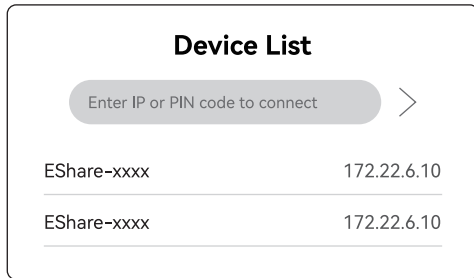 Device List
Enter IP or PIN code to connect
EShare-xxxx 172.22.6.10
EShare-xxxx 172.22.6.10